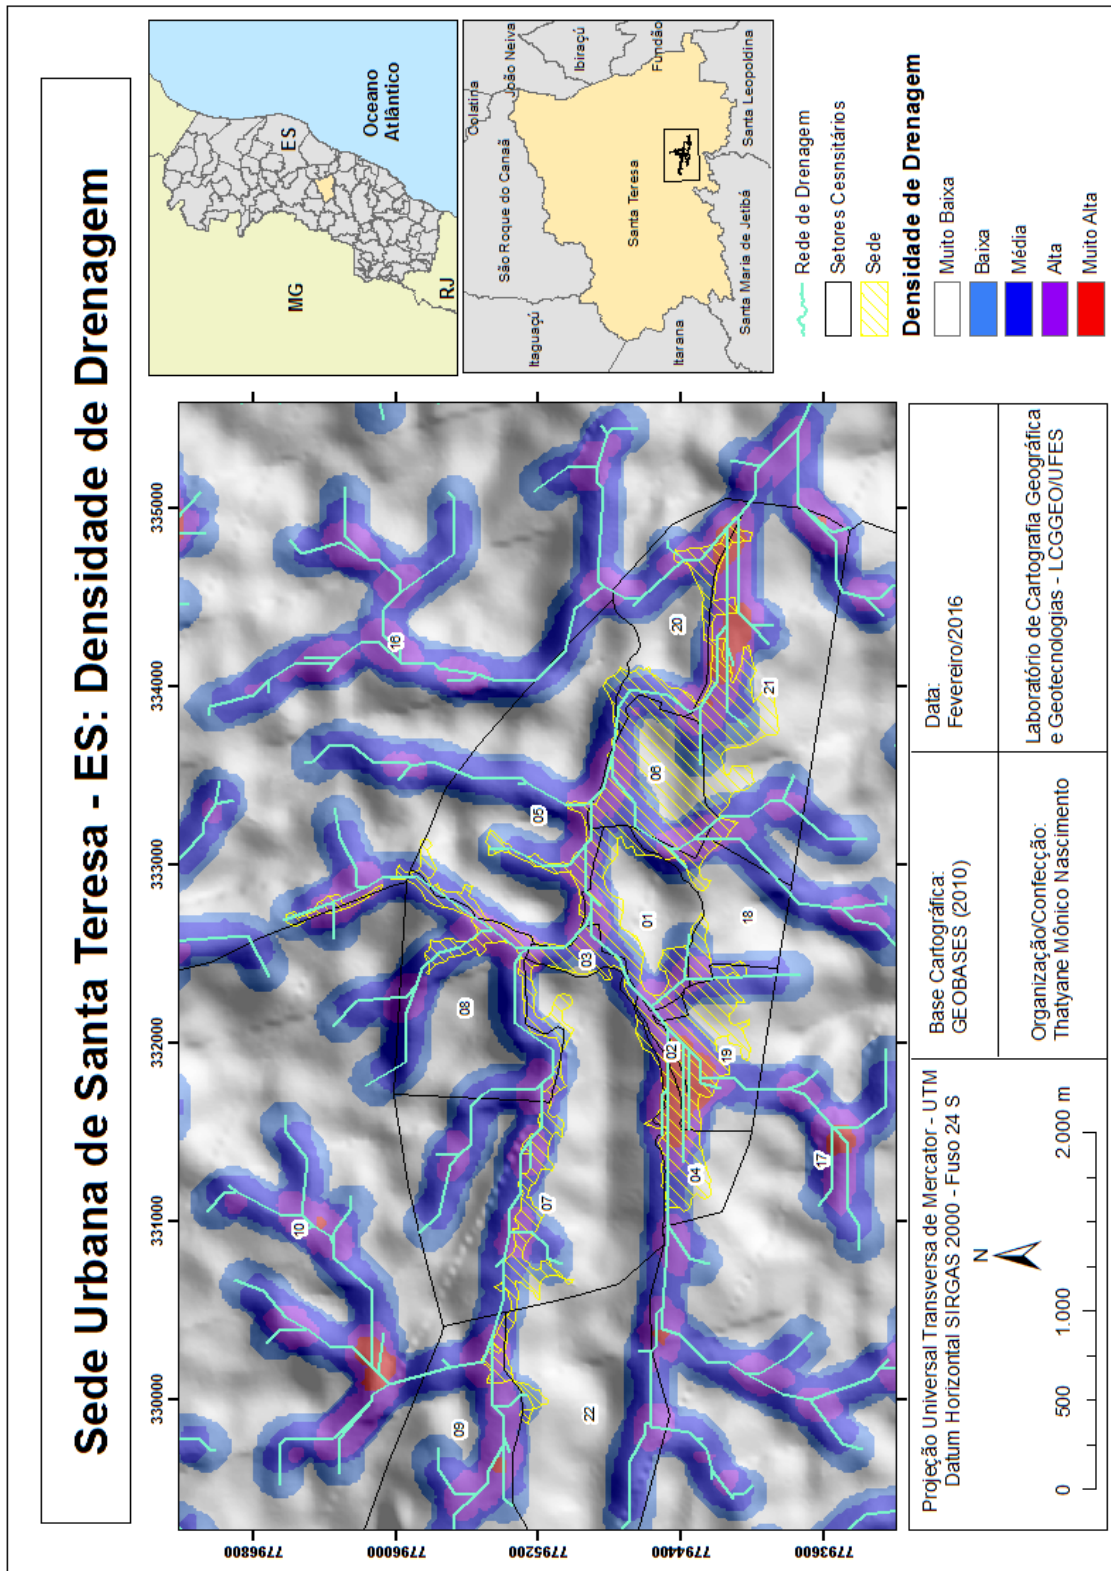 Sede Urbana de Santa Teresa - ES: Densidade de Drenagem
330000
331000
332000
333000
334000
335000
7796800
7796000
7795200
7794400
7793600
10
16
09
08
05
07
03
01
06
20
22
02
04
19
18
21
17
MG
ES
RJ
Oceano
Atlântico
Colatina
João Neiva
Ibiraçú
Fundão
São Roque do Canaã
Itaguaçú
Santa Teresa
Itarana
Santa Maria de Jetibá
Santa Leopoldina
Rede de Drenagem
Setores Cesnsitários
Sede
Densidade de Drenagem
Muito Baixa
Baixa
Média
Alta
Muito Alta
Projeção Universal Transversa de Mercator - UTM
Datum Horizontal SIRGAS 2000 - Fuso 24 S
N
0
500
1.000
2.000 m
Base Cartográfica:
GEOBASES (2010)
Data:
Fevereiro/2016
Organização/Confecção:
Thatyane Mônico Nascimento
Laboratório de Cartografia Geográfica
e Geotecnologias - LCGGEO/UFES